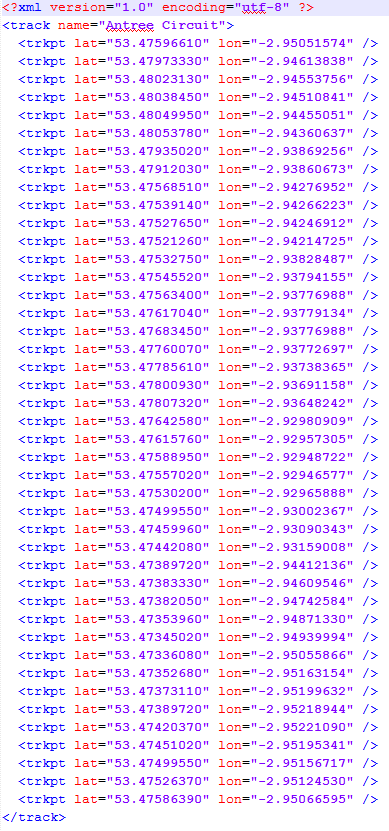 <?xml version="1.0" encoding="utf-8" ?>
<track name="Antree Circuit">
<trkpt lat="53.47596610" lon="-2.95051574" />
<trkpt lat="53.47973330" lon="-2.94613838" />
<trkpt lat="53.48023130" lon="-2.94553756" />
<trkpt lat="53.48038450" lon="-2.94510841" />
<trkpt lat="53.48049950" lon="-2.94455051" />
<trkpt lat="53.48053780" lon="-2.94360637" />
<trkpt lat="53.47935020" lon="-2.93869256" />
<trkpt lat="53.47912030" lon="-2.93860673" />
<trkpt lat="53.47568510" lon="-2.94276952" />
<trkpt lat="53.47539140" lon="-2.94266223" />
<trkpt lat="53.47527650" lon="-2.94246912" />
<trkpt lat="53.47521260" lon="-2.94214725" />
<trkpt lat="53.47532750" lon="-2.93828487" />
<trkpt lat="53.47545520" lon="-2.93794155" />
<trkpt lat="53.47563400" lon="-2.93776988" />
<trkpt lat="53.47617040" lon="-2.93779134" />
<trkpt lat="53.47683450" lon="-2.93776988" />
<trkpt lat="53.47760070" lon="-2.93772697" />
<trkpt lat="53.47785610" lon="-2.93738365" />
<trkpt lat="53.47800930" lon="-2.93691158" />
<trkpt lat="53.47807320" lon="-2.93648242" />
<trkpt lat="53.47642580" lon="-2.92980909" />
<trkpt lat="53.47615760" lon="-2.92957305" />
<trkpt lat="53.47588950" lon="-2.92948722" />
<trkpt lat="53.47557020" lon="-2.92946577" />
<trkpt lat="53.47530200" lon="-2.92965888" />
<trkpt lat="53.47499550" lon="-2.93002367" />
<trkpt lat="53.47459960" lon="-2.93090343" />
<trkpt lat="53.47442080" lon="-2.93159008" />
<trkpt lat="53.47389720" lon="-2.94412136" />
<trkpt lat="53.47383330" lon="-2.94609546" />
<trkpt lat="53.47382050" lon="-2.94742584" />
<trkpt lat="53.47353960" lon="-2.94871330" />
<trkpt lat="53.47345020" lon="-2.94939994" />
<trkpt lat="53.47336080" lon="-2.95055866" />
<trkpt lat="53.47352680" lon="-2.95163154" />
<trkpt lat="53.47373110" lon="-2.95199632" />
<trkpt lat="53.47389720" lon="-2.95218944" />
<trkpt lat="53.47420370" lon="-2.95221090" />
<trkpt lat="53.47451020" lon="-2.95195341" />
<trkpt lat="53.47499550" lon="-2.95156717" />
<trkpt lat="53.47526370" lon="-2.95124530" />
<trkpt lat="53.47586390" lon="-2.95066595" />
</track>